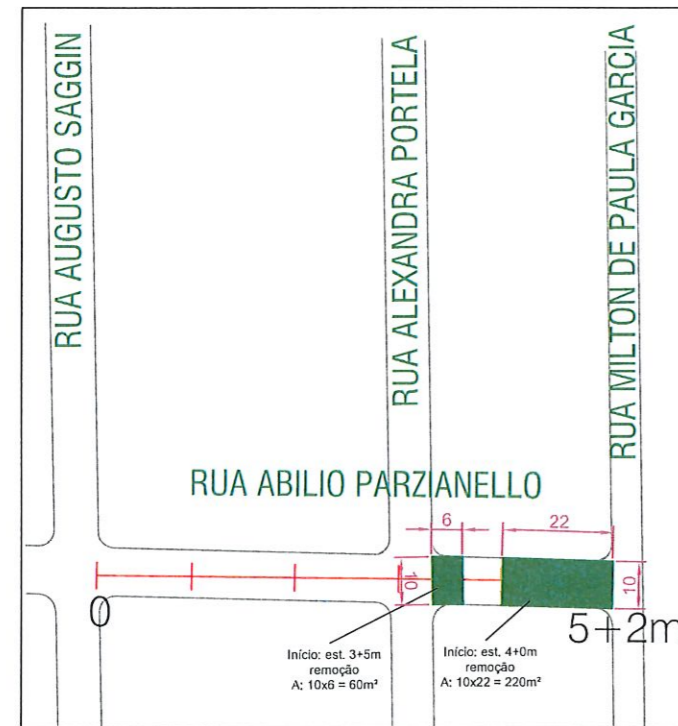 RUA AUGUSTO SAGGIN
RUA ALEXANDRA PORTELA
RUA MILTON DE PAULA GARCIA
RUA ABILIO PARZIANELLO
6
22
10
10
0
5+2m
Início: est. 3+5m
remoção
A: 10x6 = 60m²
Início: est. 4+0m
remoção
A: 10x22 = 220m²